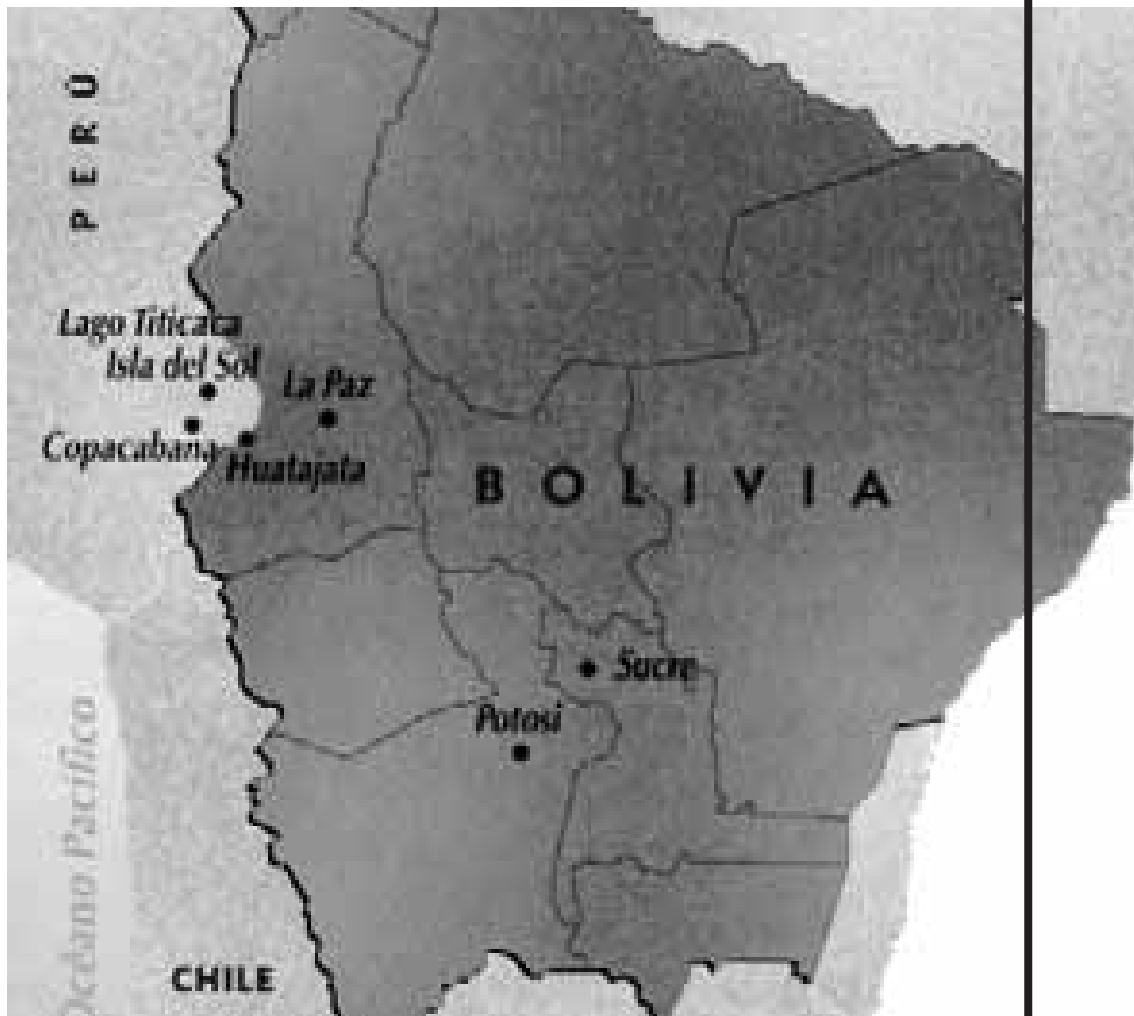 PERÚ
Lago Titicaca
Isla del Sol
La Paz
Copacabana
Huatajata
BOLIVIA
Sucre
Potosi
Océano Pacífico
CHILE